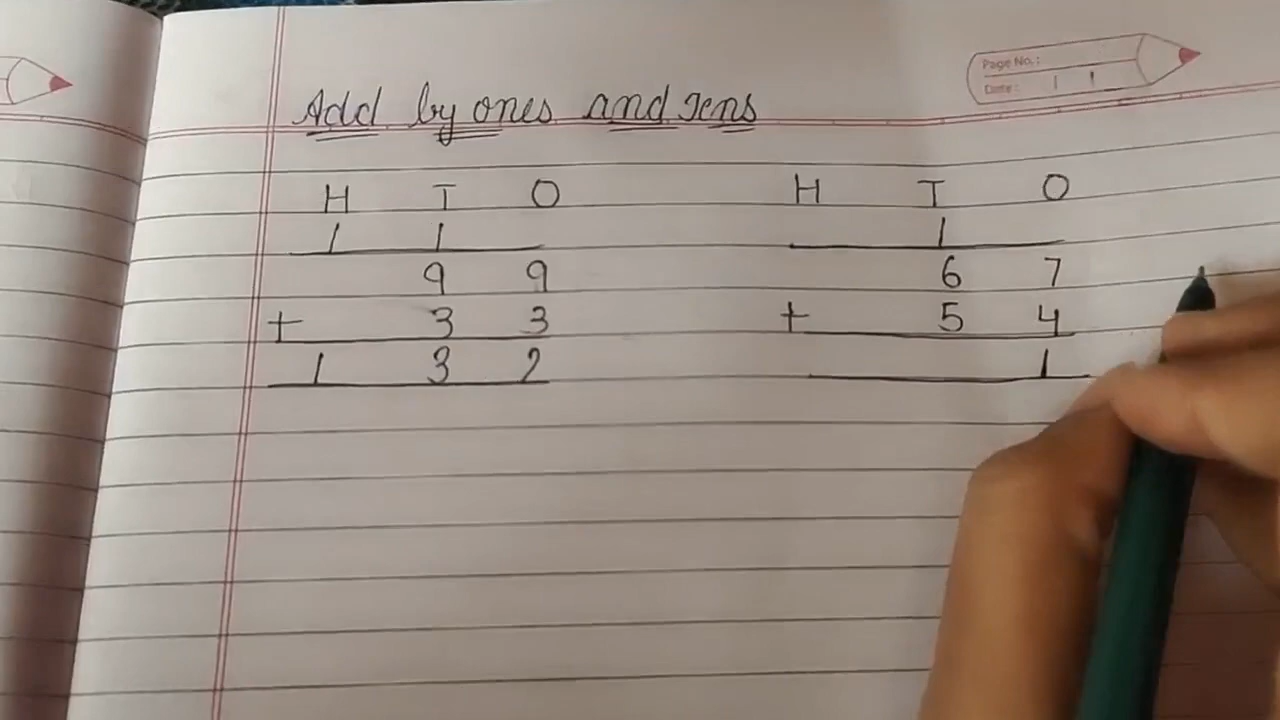 Page No.:
Date:
Add by ones and Tens
H T O H T O
1 1 1
9 9 6 7
+ 3 3 + 5 4
1 3 2 1